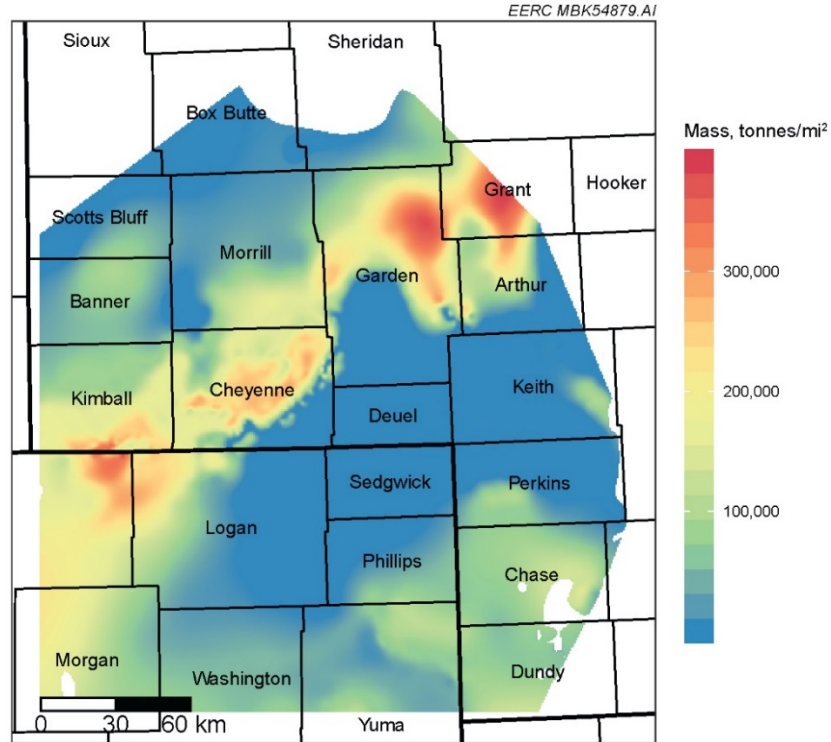 EERC MBK54879.AI
Sioux
Sheridan
Box Butte
Mass, tonnes/mi²
Grant
Hooker
Scotts Bluff
Morrill
Garden
Arthur
Banner
300,000
Kimball
Cheyenne
Keith
200,000
Deuel
Sedgwick
Perkins
Logan
100,000
Phillips
Chase
Morgan
Washington
Dundy
0 30 60 km
Yuma